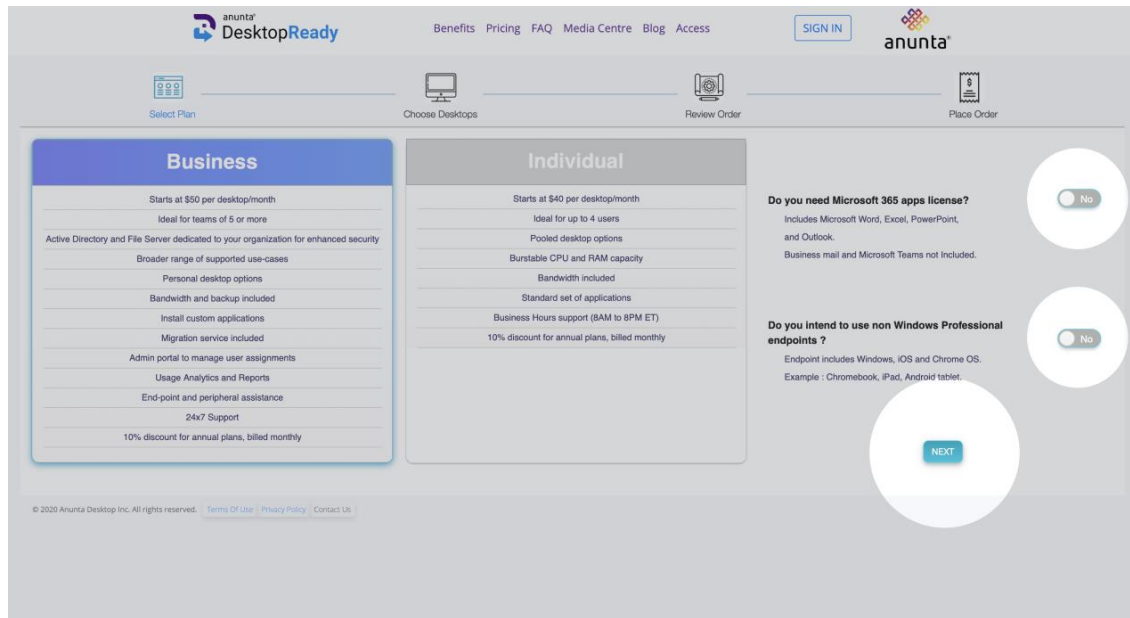 anunta®
DesktopReady
Benefits Pricing FAQ Media Centre Blog Access
SIGN IN
anunta®
Select Plan
Choose Desktops
Review Order
Place Order
Business
Starts at $50 per desktop/month
Ideal for teams of 5 or more
Active Directory and File Server dedicated to your organization for enhanced security
Broader range of supported use-cases
Personal desktop options
Bandwidth and backup included
Install custom applications
Migration service included
Admin portal to manage user assignments
Usage Analytics and Reports
End-point and peripheral assistance
24x7 Support
10% discount for annual plans, billed monthly
Individual
Starts at $40 per desktop/month
Ideal for up to 4 users
Pooled desktop options
Burstable CPU and RAM capacity
Bandwidth included
Standard set of applications
Business Hours support (8AM to 8PM ET)
10% discount for annual plans, billed monthly
Do you need Microsoft 365 apps license?
No
Includes Microsoft Word, Excel, PowerPoint,
and Outlook.
Business mail and Microsoft Teams not Included.
Do you intend to use non Windows Professional
endpoints ?
No
Endpoint includes Windows, iOS and Chrome OS.
Example : Chromebook, iPad, Android tablet.
NEXT
© 2020 Anunta Desktop Inc. All rights reserved. Terms Of Use Privacy Policy Contact Us